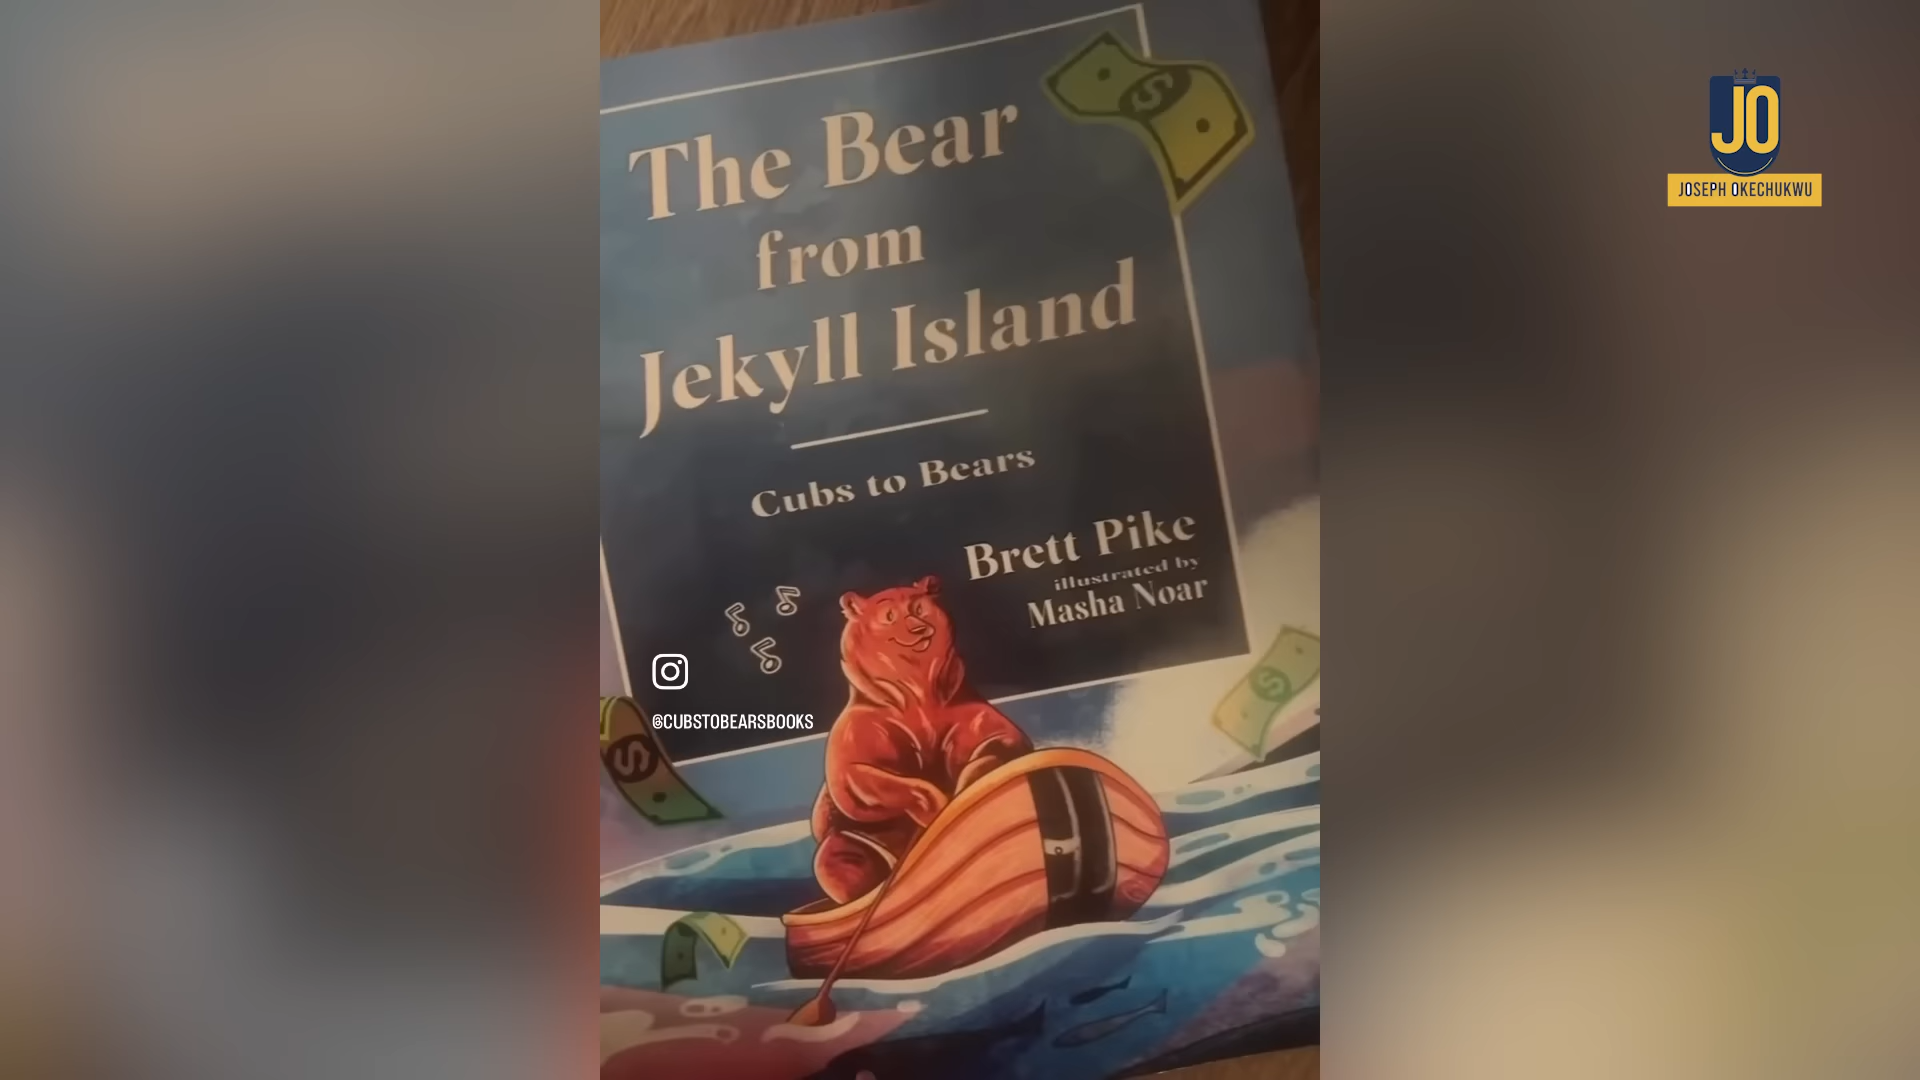 The Bear
from
Jekyll Island
Cubs to Bears
Brett Pike
illustrated by
Masha Noar
@CUBSTOBEARSBOOKS
JO
JOSEPH OKECHUKWU